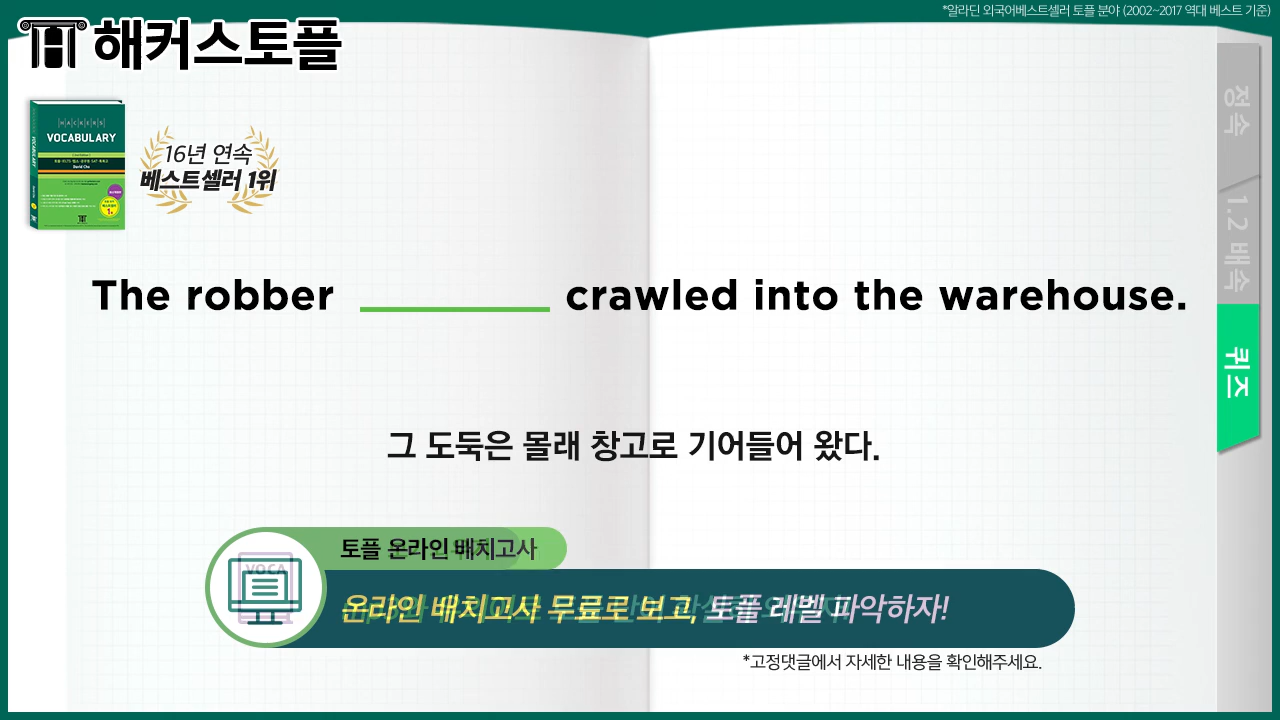 *알라딘 외국어베스트셀러 토플 분야 (2002~2017 역대 베스트 기준)
해커스토플
HACKERS
VOCABULARY
16년 연속
베스트셀러 1위
정속
1.2 배속
퀴즈
The robber ________ crawled into the warehouse.
그 도둑은 몰래 창고로 기어들어 왔다.
토플 온라인 배치고사
VOCA
온라인 배치고사 무료로 보고, 토플 레벨 파악하자!
*고정댓글에서 자세한 내용을 확인해주세요.